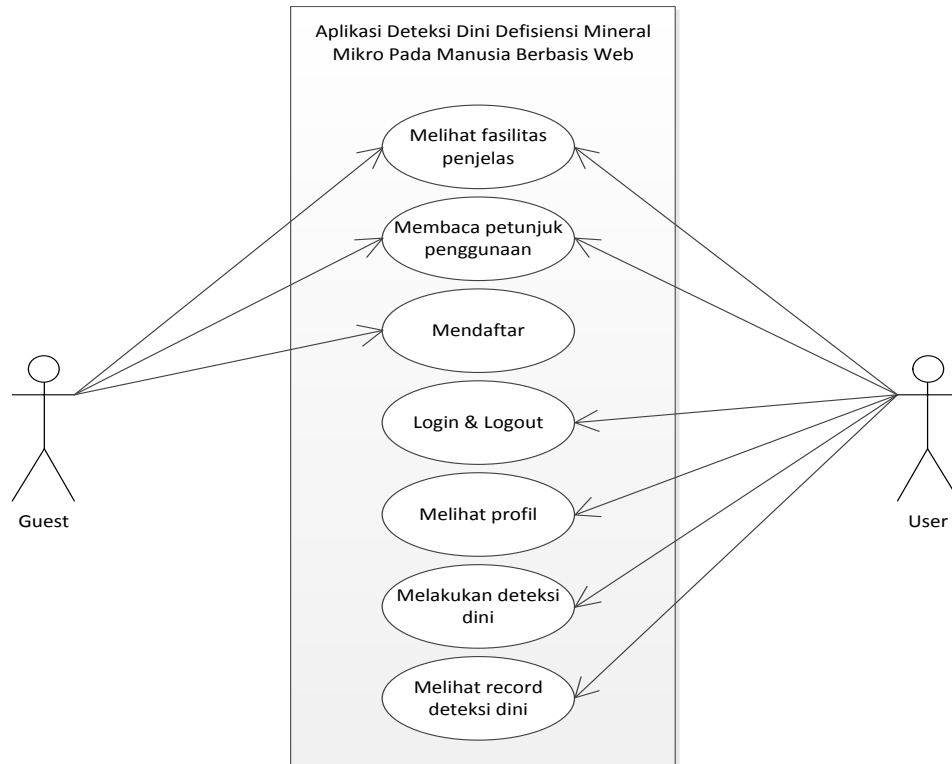 Aplikasi Deteksi Dini Defisiensi Mineral
Mikro Pada Manusia Berbasis Web
Melihat fasilitas
penjelas
Membaca petunjuk
penggunaan
Mendaftar
Login & Logout
Melihat profil
Melakukan deteksi
dini
Melihat record
deteksi dini
Guest
User